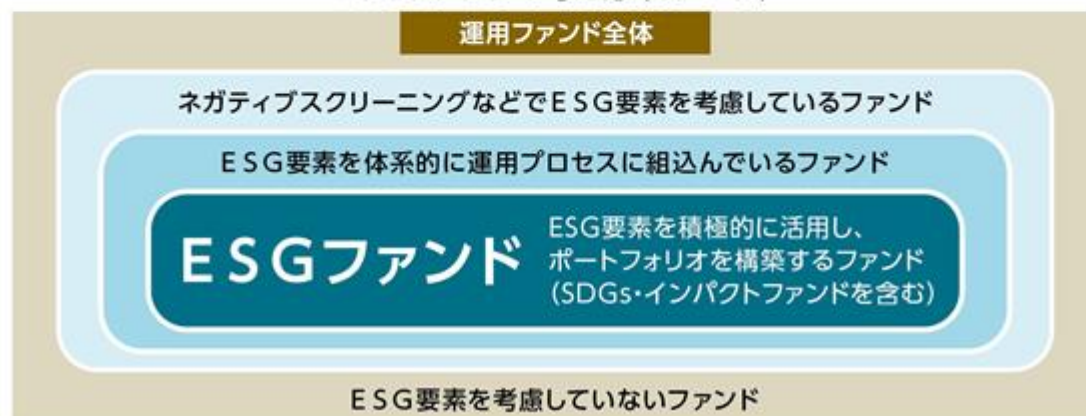 運用ファンド全体
ネガティブスクリーニングなどでESG要素を考慮しているファンド
ESG要素を体系的に運用プロセスに組込んでいるファンド
ESGファンド
ESG要素を積極的に活用し、
ポートフォリオを構築するファンド
(SDGs・インパクトファンドを含む)
ESG要素を考慮していないファンド